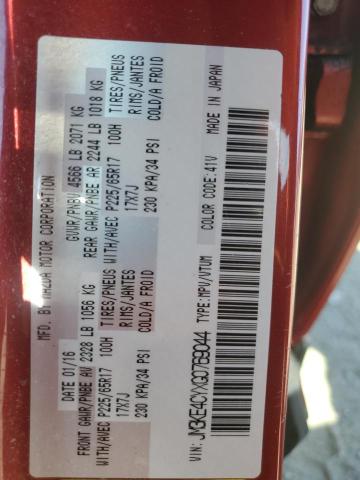 MFD. BY MAZDA MOTOR CORPORATION
DATE 01/16 GVWR/PNBV 4566 LB 2071 KG
FRONT GAWR/PNBE AV 2328 LB 1056 KG REAR GAWR/PNBE AR 2244 LB 1018 KG
WITH/AVEC P225/65R17 100H TIRES/PNEUS WITH/AVEC P225/65R17 100H TIRES/PNEUS
17X7J RIMS/JANTES 17X7J RIMS/JANTES
230 KPA/34 PSI COLD/A FROID 230 KPA/34 PSI COLD/A FROID
VIN: JM3KE4CYXG0769044 TYPE:MPV/VTUM COLOR CODE:41V MADE IN JAPAN